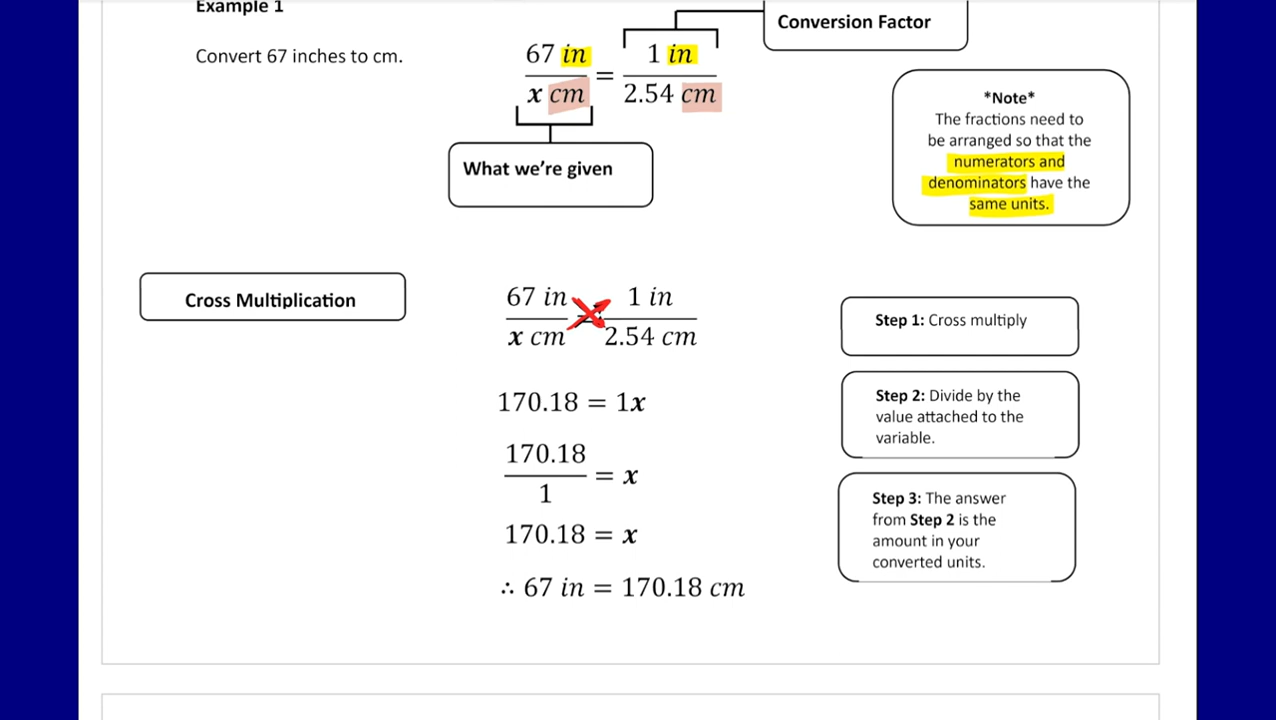 Example 1
Conversion Factor
Convert 67 inches to cm.
67 in / x cm = 1 in / 2.54 cm
What we're given
*Note*
The fractions need to
be arranged so that the
numerators and
denominators have the
same units.
Cross Multiplication
67 in / x cm = 1 in / 2.54 cm
170.18 = 1x
170.18 / 1 = x
170.18 = x
∴ 67 in = 170.18 cm
Step 1: Cross multiply
Step 2: Divide by the
value attached to the
variable.
Step 3: The answer
from Step 2 is the
amount in your
converted units.